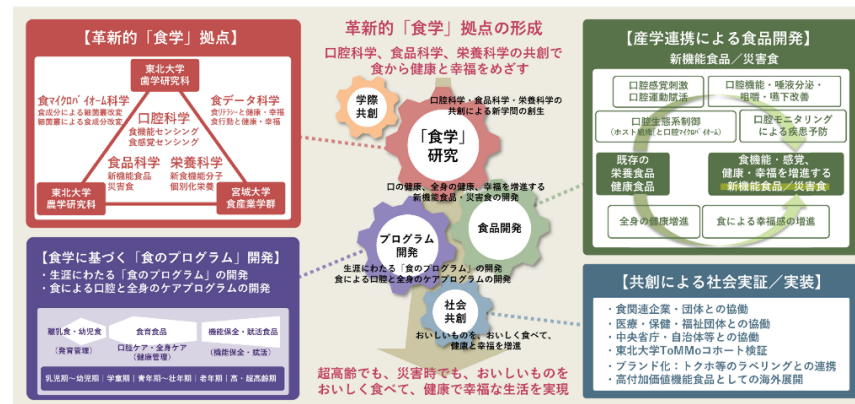 【革新的「食学」拠点】
東北大学
歯学研究科
食マイクロバイオーム科学
食成分による細菌叢改変
細菌叢による食成分改変
食データ科学
食リテラシーと健康・幸福
食行動と健康・幸福
口腔科学
食機能センシング
食感覚センシング
食品科学
新機能食品
災害食
栄養科学
新食機能分子
個別化栄養
東北大学
農学研究科
宮城大学
食産業学群
【食学に基づく「食のプログラム」開発】
・生涯にわたる「食のプログラム」の開発
・食による口腔と全身のケアプログラムの開発
離乳食・幼児食
(発育管理)
食育食品
口腔ケア・全身ケア
(健康管理)
機能保全・賦活食品
(機能保全・賦活)
乳児期～幼児期｜学童期｜青年期～壮年期｜老年期｜高・超高齢期
革新的「食学」拠点の形成
口腔科学、食品科学、栄養科学の共創で
食から健康と幸福をめざす
学際
共創
口腔科学・食品科学・栄養科学の
共創による新学問の創生
「食学」
研究
口の健康、全身の健康、幸福を増進する
新機能食品・災害食の開発
食品開発
プログラム
開発
生涯にわたる「食のプログラム」の開発
食による口腔と全身のケアプログラムの開発
社会
共創
おいしいものを、おいしく食べて、
健康と幸福を増進
超高齢でも、災害時でも、おいしいものを
おいしく食べて、健康で幸福な生活を実現
【産学連携による食品開発】
新機能食品／災害食
口腔感覚刺激
口腔運動賦活
口腔機能・唾液分泌・
咀嚼・嚥下改善
口腔生態系制御
(ホスト組織と口腔マイクロバイオーム)
口腔モニタリング
による疾患予防
既存の
栄養食品
健康食品
食機能・感覚、
健康・幸福を増進する
新機能食品／災害食
全身の健康増進
食による幸福感の増進
【共創による社会実証／実装】
・食関連企業・団体との協働
・医療・保健・福祉団体との協働
・中央省庁・自治体等との協働
・東北大学ToMMoコホート検証
・ブランド化：トクホ等のラベリングとの連携
・高付加価値機能食品としての海外展開